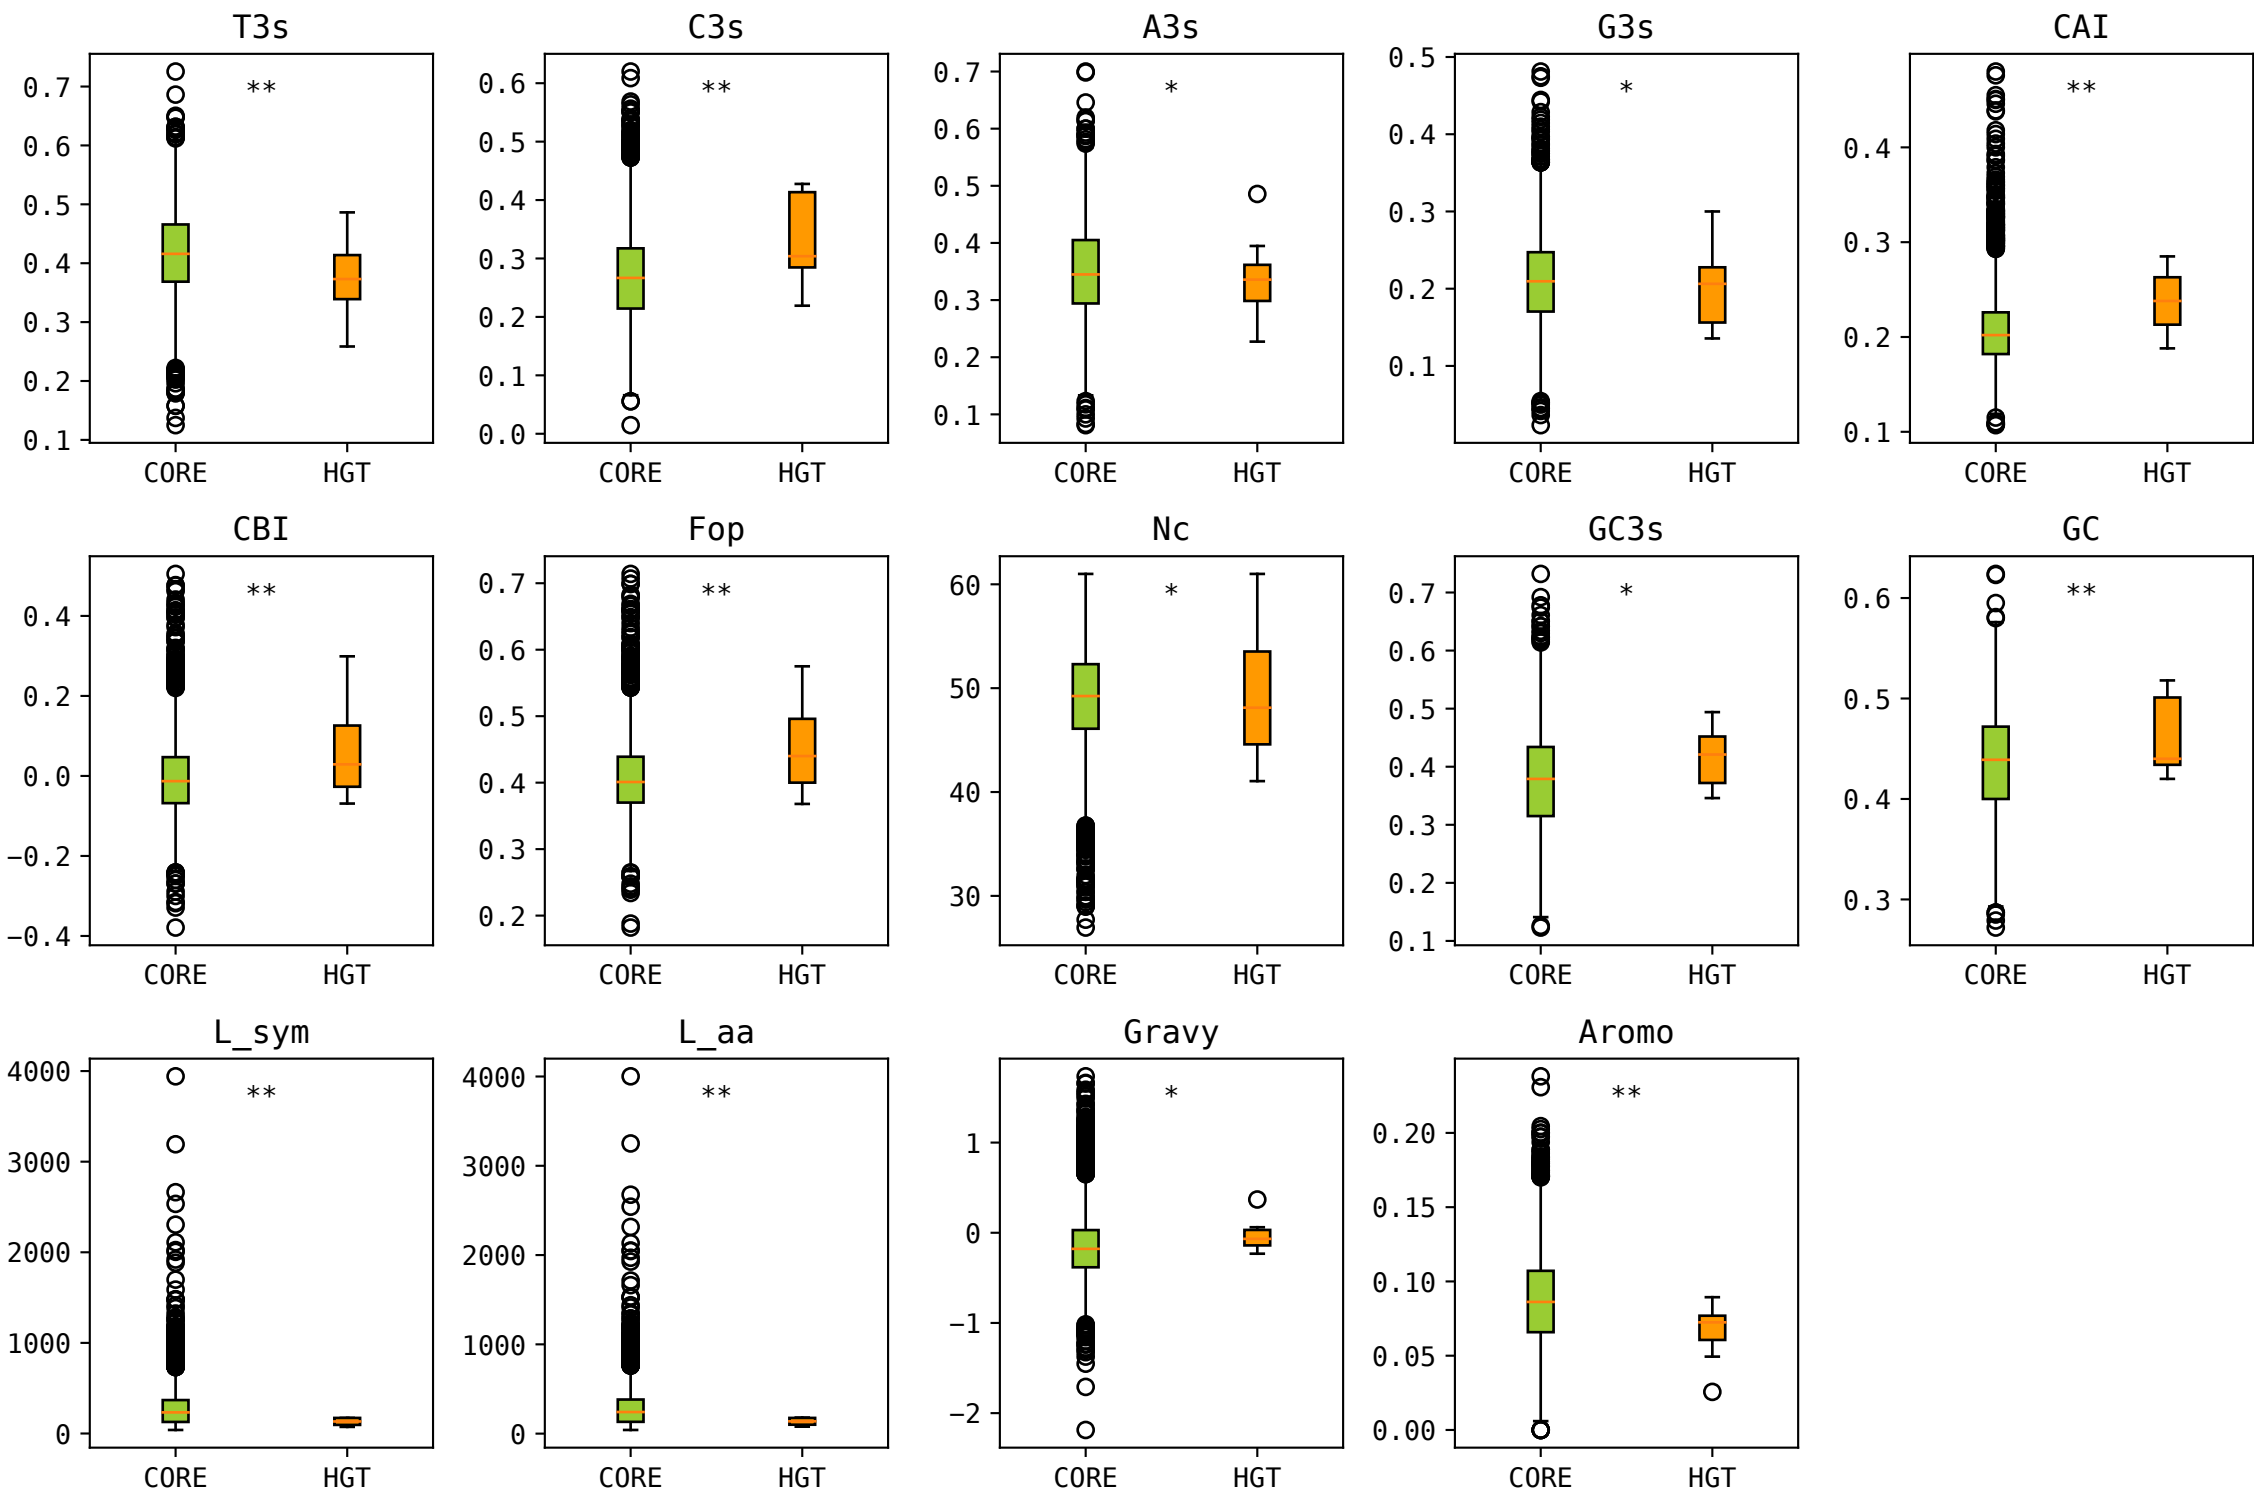 T3s C3s A3s G3s CAI
** ** * * **
0.7 0.6 0.5 0.4 0.3 0.2 0.1
0.6 0.5 0.4 0.3 0.2 0.1 0.0
0.7 0.6 0.5 0.4 0.3 0.2 0.1
0.5 0.4 0.3 0.2 0.1
0.4 0.3 0.2 0.1
CORE HGT CORE HGT CORE HGT CORE HGT CORE HGT
CBI Fop Nc GC3s GC
** ** * * **
0.4 0.2 0.0 −0.2 −0.4
0.7 0.6 0.5 0.4 0.3 0.2
60 50 40 30
0.7 0.6 0.5 0.4 0.3 0.2 0.1
0.6 0.5 0.4 0.3
CORE HGT CORE HGT CORE HGT CORE HGT CORE HGT
L_sym L_aa Gravy Aromo
** ** * **
4000 3000 2000 1000 0
4000 3000 2000 1000 0
1 0 −1 −2
0.20 0.15 0.10 0.05 0.00
CORE HGT CORE HGT CORE HGT CORE HGT